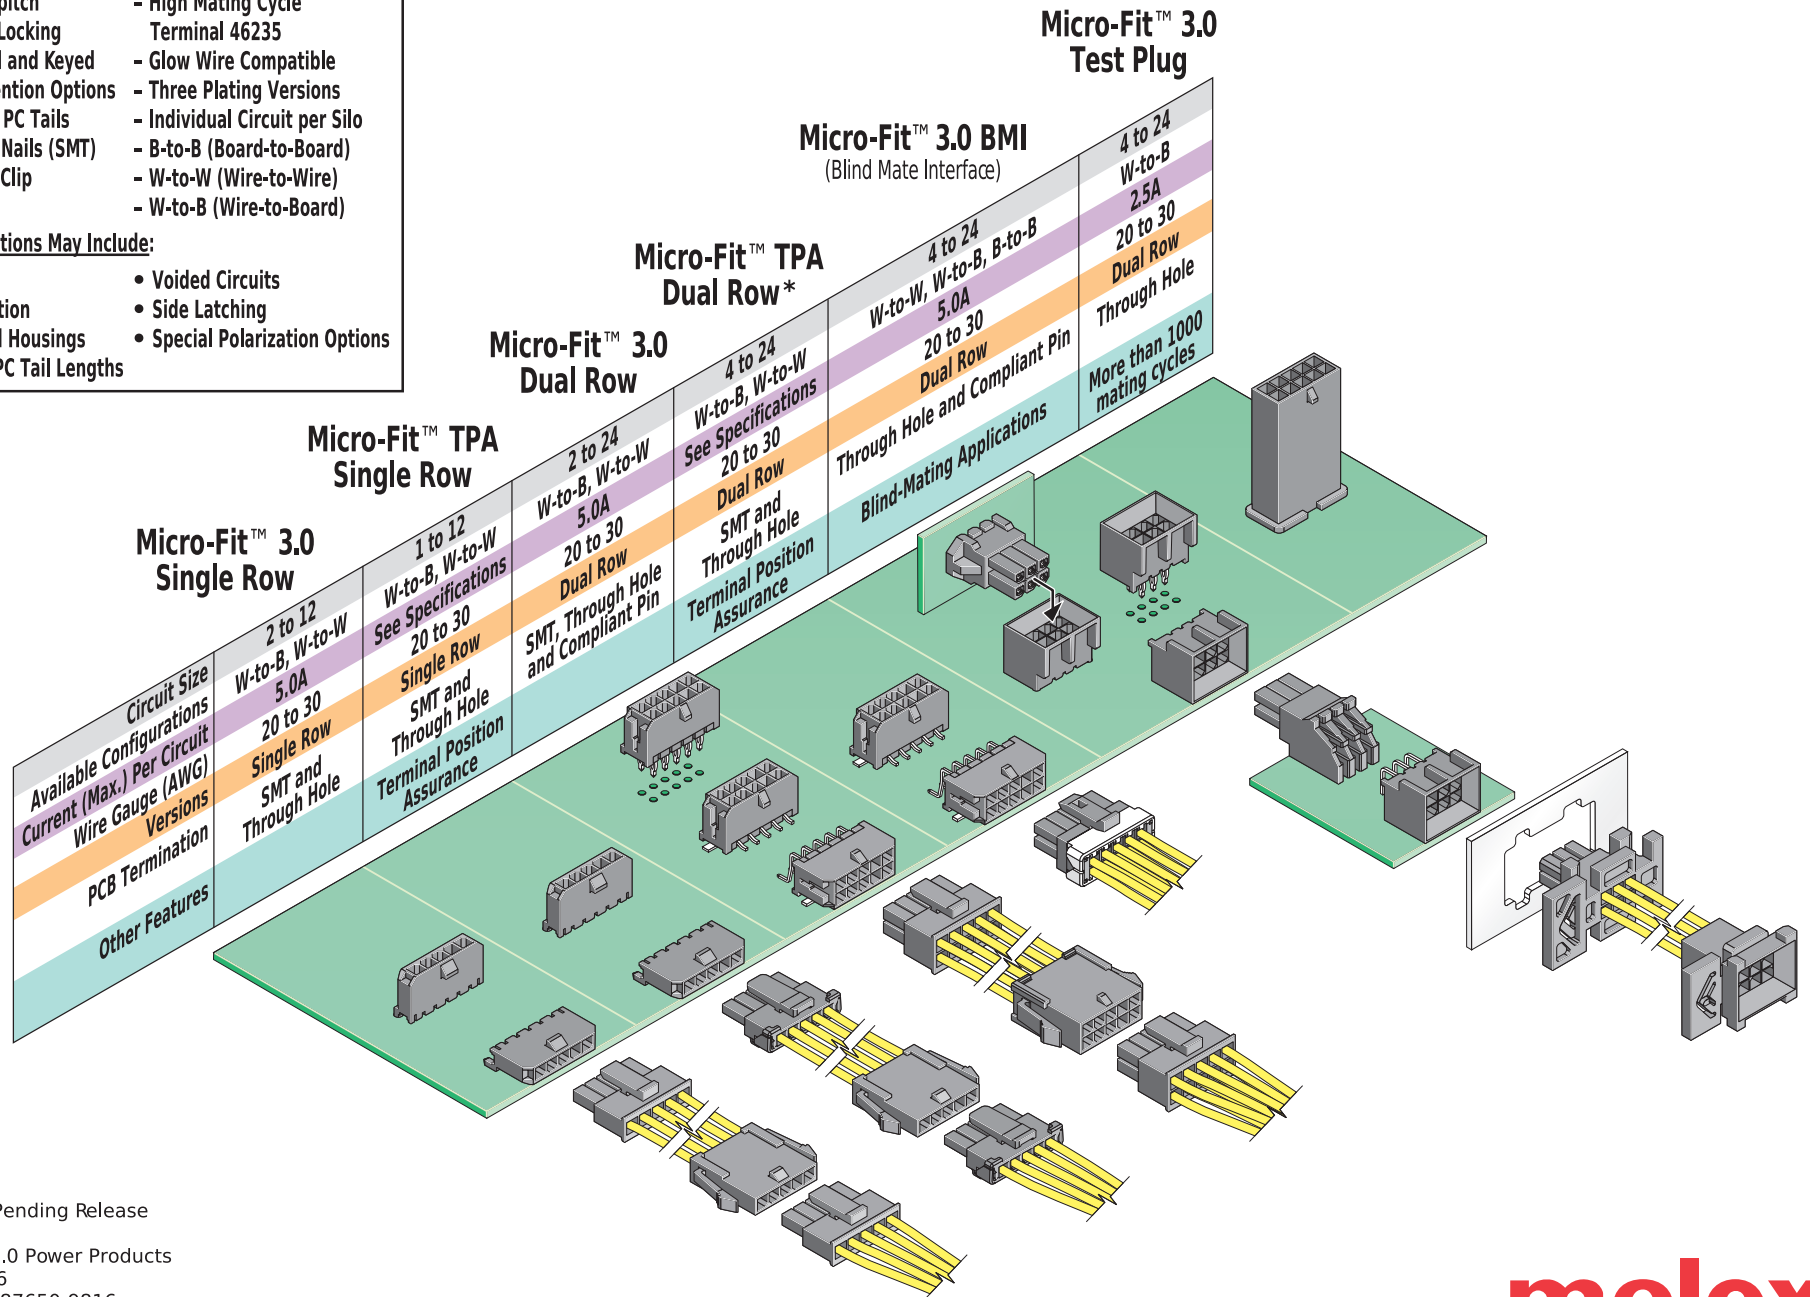 pitch
Locking
and Keyed
ention Options
PC Tails
Nails (SMT)
Clip
– High Mating Cycle
Terminal 46235
– Glow Wire Compatible
– Three Plating Versions
– Individual Circuit per Silo
– B-to-B (Board-to-Board)
– W-to-W (Wire-to-Wire)
– W-to-B (Wire-to-Board)
tions May Include:
tion
Housings
PC Tail Lengths
• Voided Circuits
• Side Latching
• Special Polarization Options
Circuit Size
Available Configurations
Current (Max.) Per Circuit
Wire Gauge (AWG)
Versions
PCB Termination
Other Features
Micro-Fit™ 3.0
Single Row
2 to 12
W-to-B, W-to-W
5.0A
20 to 30
Single Row
SMT and
Through Hole
Micro-Fit™ TPA
Single Row
1 to 12
W-to-B, W-to-W
See Specifications
20 to 30
Single Row
SMT and
Through Hole
Terminal Position
Assurance
Micro-Fit™ 3.0
Dual Row
2 to 24
W-to-B, W-to-W
5.0A
20 to 30
Dual Row
SMT, Through Hole
and Compliant Pin
Micro-Fit™ TPA
Dual Row*
4 to 24
W-to-B, W-to-W
See Specifications
20 to 30
Dual Row
SMT and
Through Hole
Terminal Position
Assurance
Micro-Fit™ 3.0 BMI
(Blind Mate Interface)
4 to 24
W-to-W, W-to-B, B-to-B
5.0A
20 to 30
Dual Row
Through Hole and Compliant Pin
Blind-Mating Applications
Micro-Fit™ 3.0
Test Plug
4 to 24
W-to-B
2.5A
20 to 30
Dual Row
Through Hole
More than 1000
mating cycles
Pending Release
.0 Power Products
6
87650-9816
molex